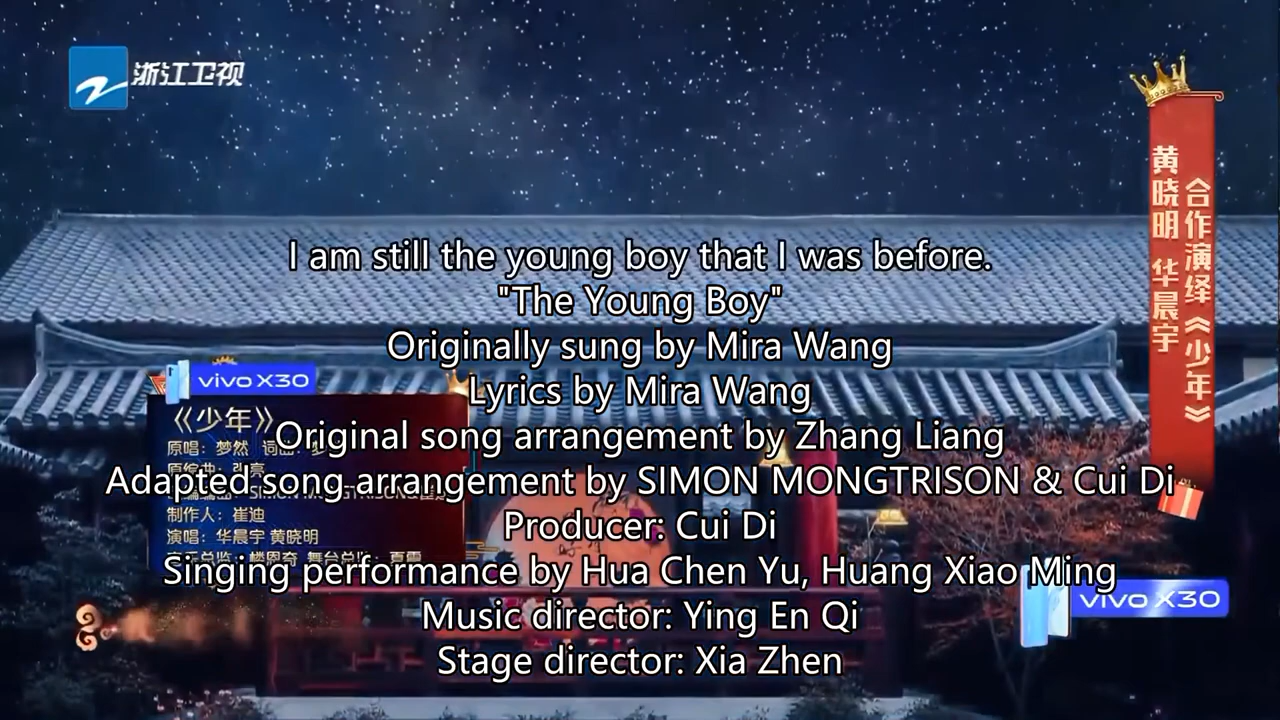 浙江卫视
黄晓明 华晨宇
合作演绎《少年》
I am still the young boy that I was before.
"The Young Boy"
Originally sung by Mira Wang
Lyrics by Mira Wang
Original song arrangement by Zhang Liang
Adapted song arrangement by SIMON MONGTRISON & Cui Di
Producer: Cui Di
Singing performance by Hua Chen Yu, Huang Xiao Ming
Music director: Ying En Qi
Stage director: Xia Zhen
vivo X30
《少年》
原唱：梦然 词曲：
制作人：崔迪
演唱：华晨宇 黄晓明
vivo X30